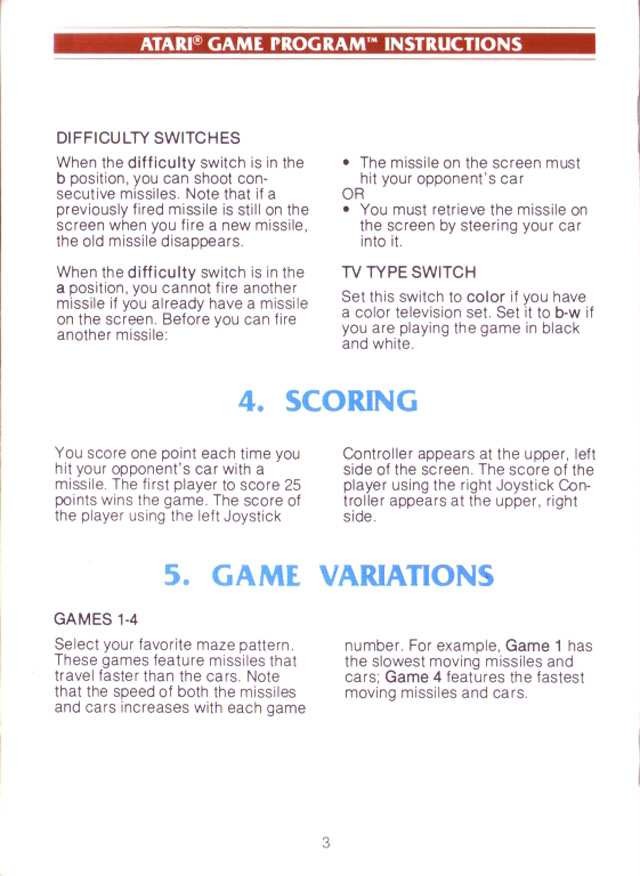 ATARI® GAME PROGRAM™ INSTRUCTIONS
DIFFICULTY SWITCHES
When the difficulty switch is in the
b position, you can shoot con-
secutive missiles. Note that if a
previously fired missile is still on the
screen when you fire a new missile,
the old missile disappears.
When the difficulty switch is in the
a position, you cannot fire another
missile if you already have a missile
on the screen. Before you can fire
another missile:
• The missile on the screen must
hit your opponent's car
OR
• You must retrieve the missile on
the screen by steering your car
into it.
TV TYPE SWITCH
Set this switch to color if you have
a color television set. Set it to b-w if
you are playing the game in black
and white.
4. SCORING
You score one point each time you
hit your opponent's car with a
missile. The first player to score 25
points wins the game. The score of
the player using the left Joystick
Controller appears at the upper, left
side of the screen. The score of the
player using the right Joystick Con-
troller appears at the upper, right
side.
5. GAME VARIATIONS
GAMES 1-4
Select your favorite maze pattern.
These games feature missiles that
travel faster than the cars. Note
that the speed of both the missiles
and cars increases with each game
number. For example, Game 1 has
the slowest moving missiles and
cars; Game 4 features the fastest
moving missiles and cars.
3